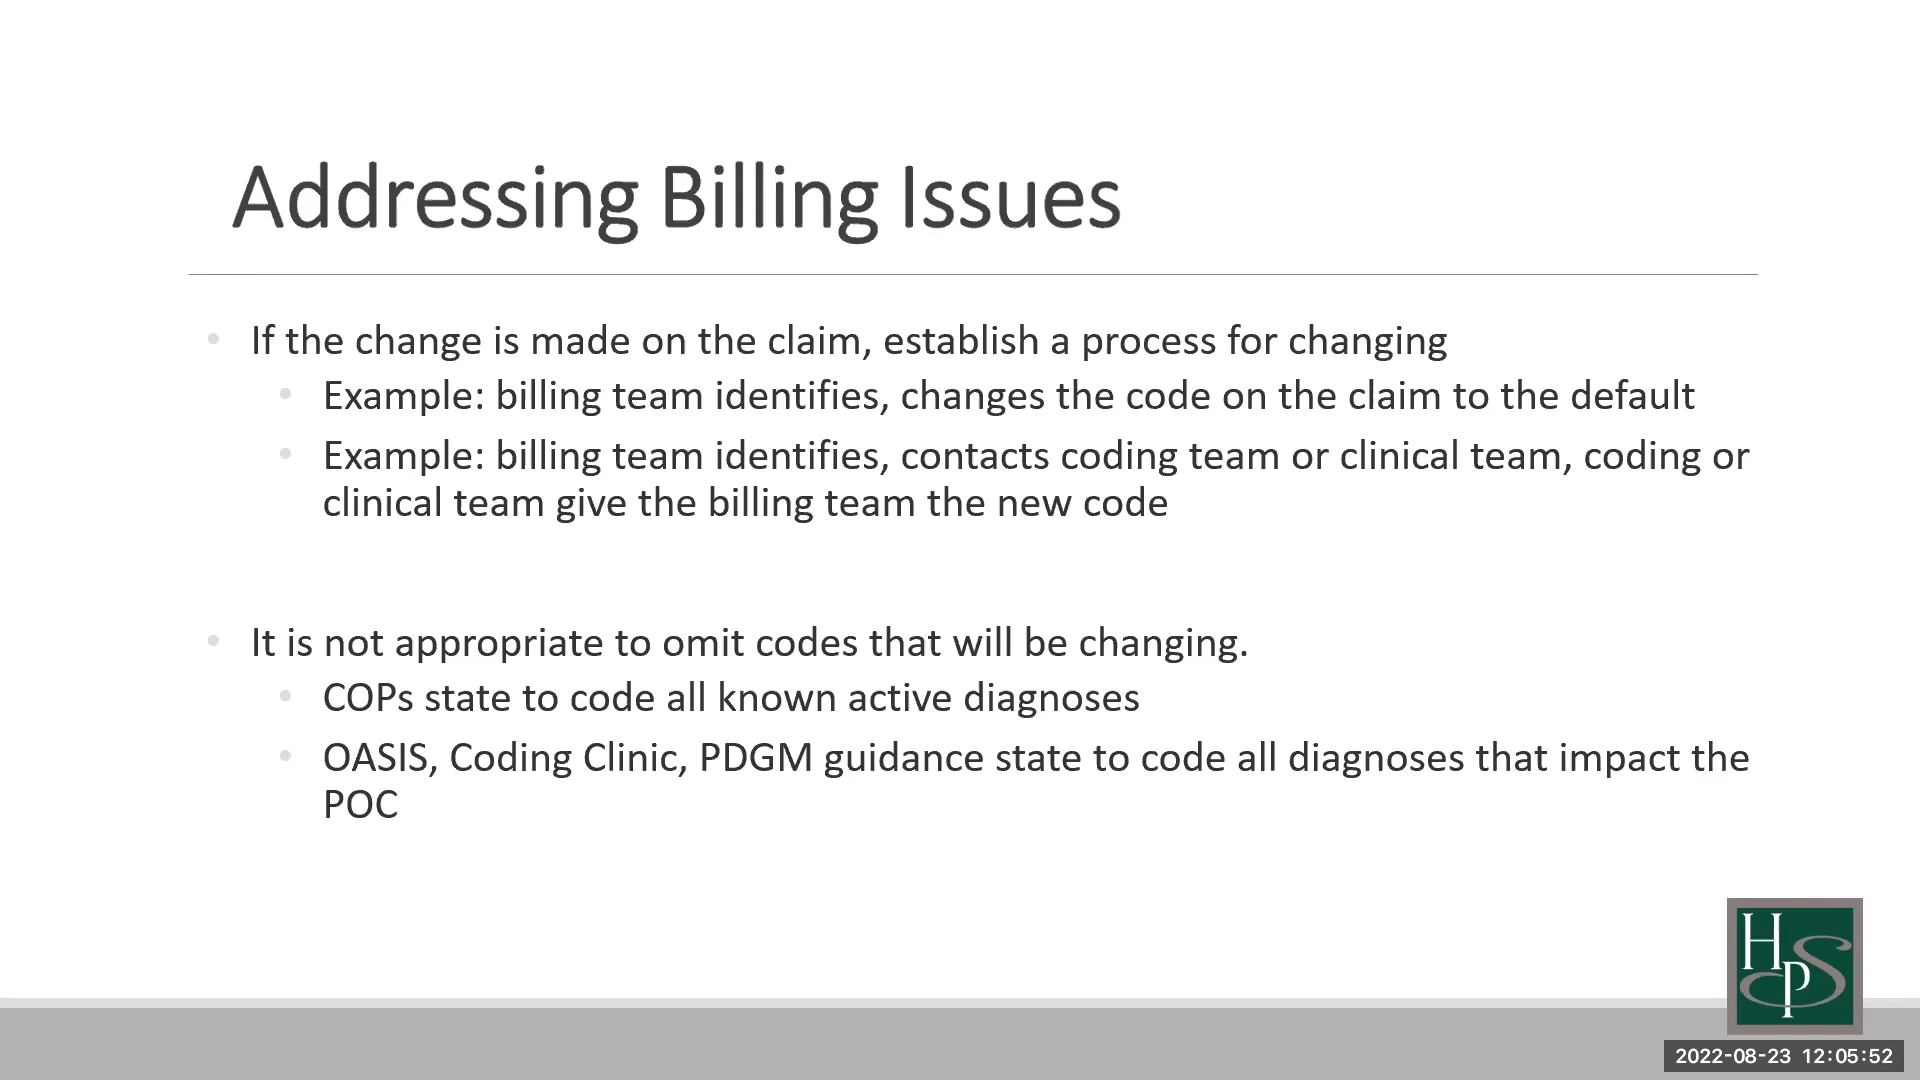 Addressing Billing Issues
• If the change is made on the claim, establish a process for changing
• Example: billing team identifies, changes the code on the claim to the default
• Example: billing team identifies, contacts coding team or clinical team, coding or
clinical team give the billing team the new code
• It is not appropriate to omit codes that will be changing.
• COPs state to code all known active diagnoses
• OASIS, Coding Clinic, PDGM guidance state to code all diagnoses that impact the
POC
HPS
2022-08-23 12:05:52